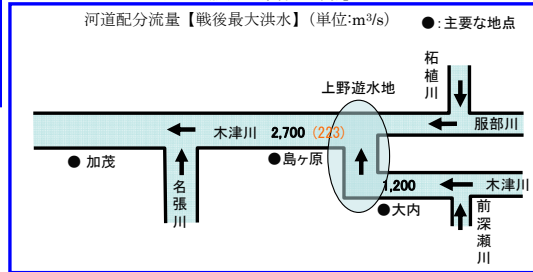 河道配分流量【戦後最大洪水】(単位:m³/s)
●:主要な地点
柘植川
上野遊水地
服部川
木津川
2,700 (223)
●加茂
●島ヶ原
名張川
1,200
木津川
●大内
前深瀬川